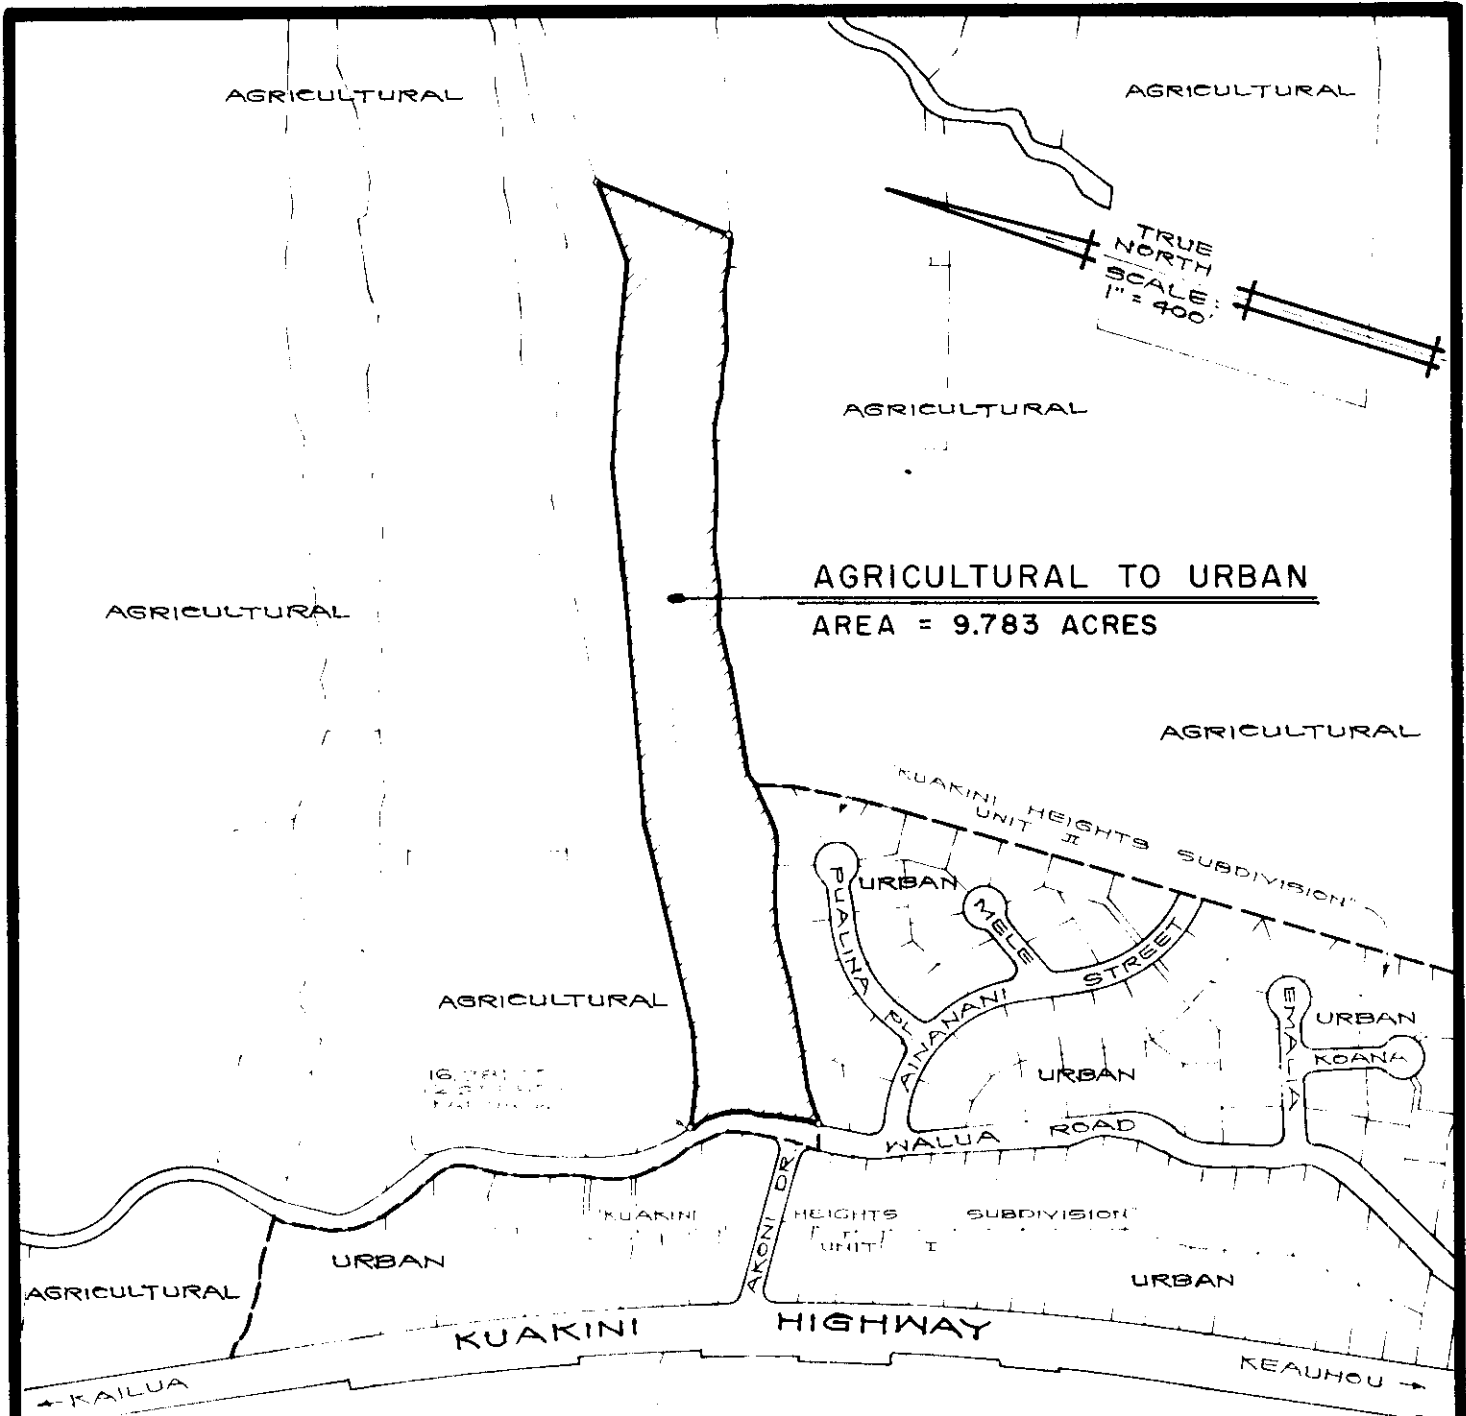 AGRICULTURAL
AGRICULTURAL
TRUE
NORTH
SCALE:
1" = 400'
AGRICULTURAL
AGRICULTURAL TO URBAN
AREA = 9.783 ACRES
AGRICULTURAL
AGRICULTURAL
"KUAKINI HEIGHTS SUBDIVISION"
UNIT II
PUALINA PL
URBAN
MELE
AINANANI STREET
AGRICULTURAL
EMALIA
URBAN
KOANA
URBAN
WALUA ROAD
AKONI DR.
"KUAKINI HEIGHTS SUBDIVISION"
UNIT I
URBAN
URBAN
AGRICULTURAL
KUAKINI HIGHWAY
← KAILUA
KEAUHOU →